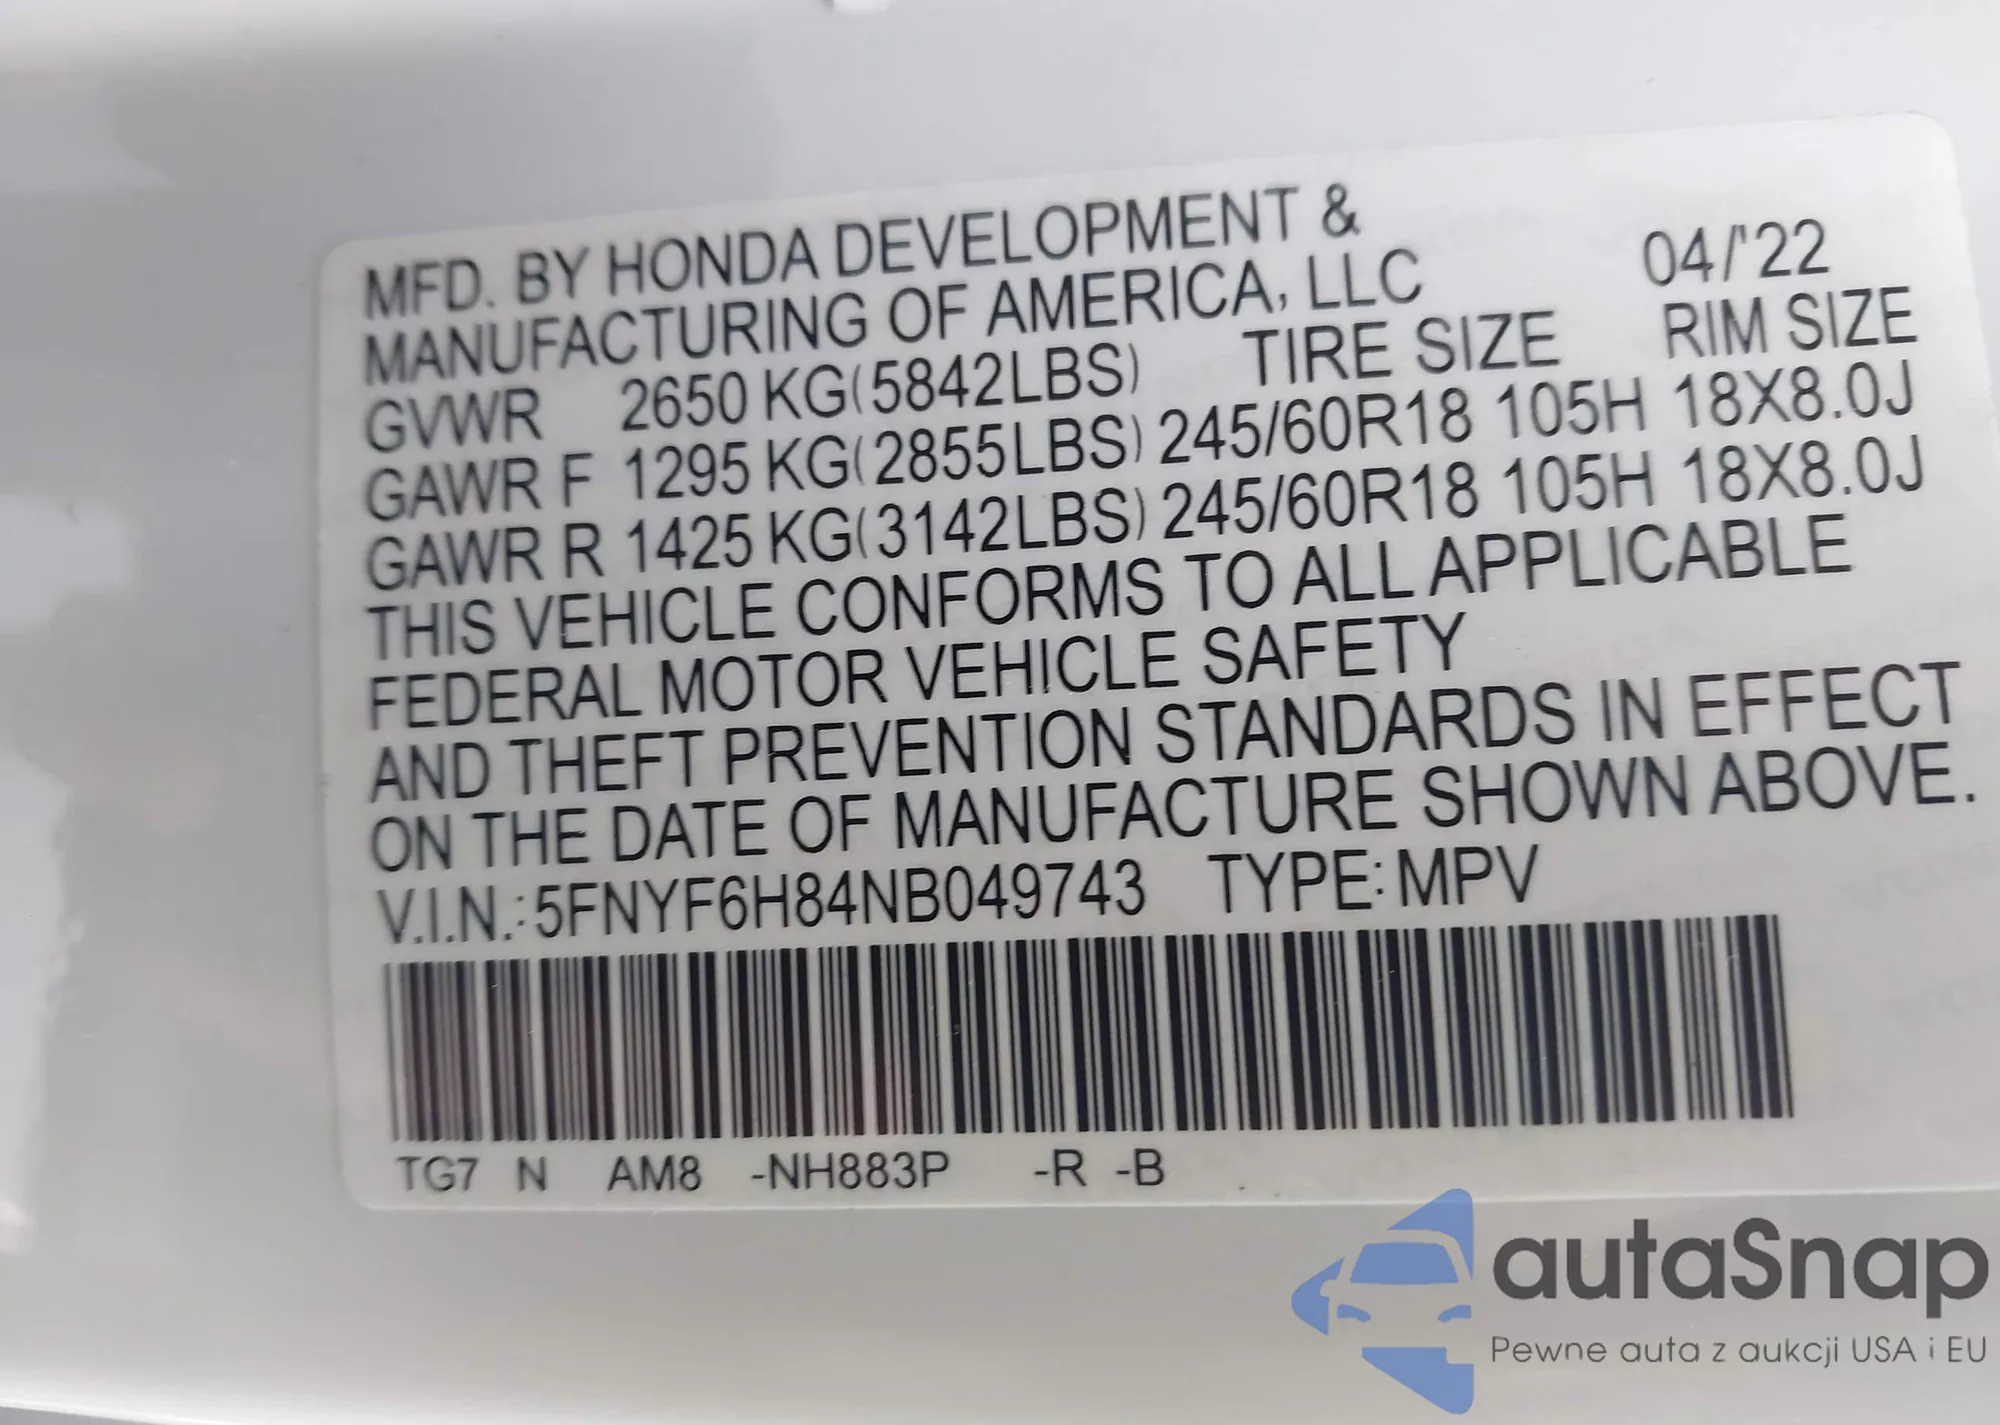 MFD. BY HONDA DEVELOPMENT &
MANUFACTURING OF AMERICA, LLC 04/'22
GVWR 2650 KG(5842LBS) TIRE SIZE RIM SIZE
GAWR F 1295 KG(2855LBS) 245/60R18 105H 18X8.0J
GAWR R 1425 KG(3142LBS) 245/60R18 105H 18X8.0J
THIS VEHICLE CONFORMS TO ALL APPLICABLE
FEDERAL MOTOR VEHICLE SAFETY
AND THEFT PREVENTION STANDARDS IN EFFECT
ON THE DATE OF MANUFACTURE SHOWN ABOVE.
V.I.N.:5FNYF6H84NB049743 TYPE:MPV
TG7 N AM8 -NH883P -R -B
autaSnap
Pewne auta z aukcji USA i EU